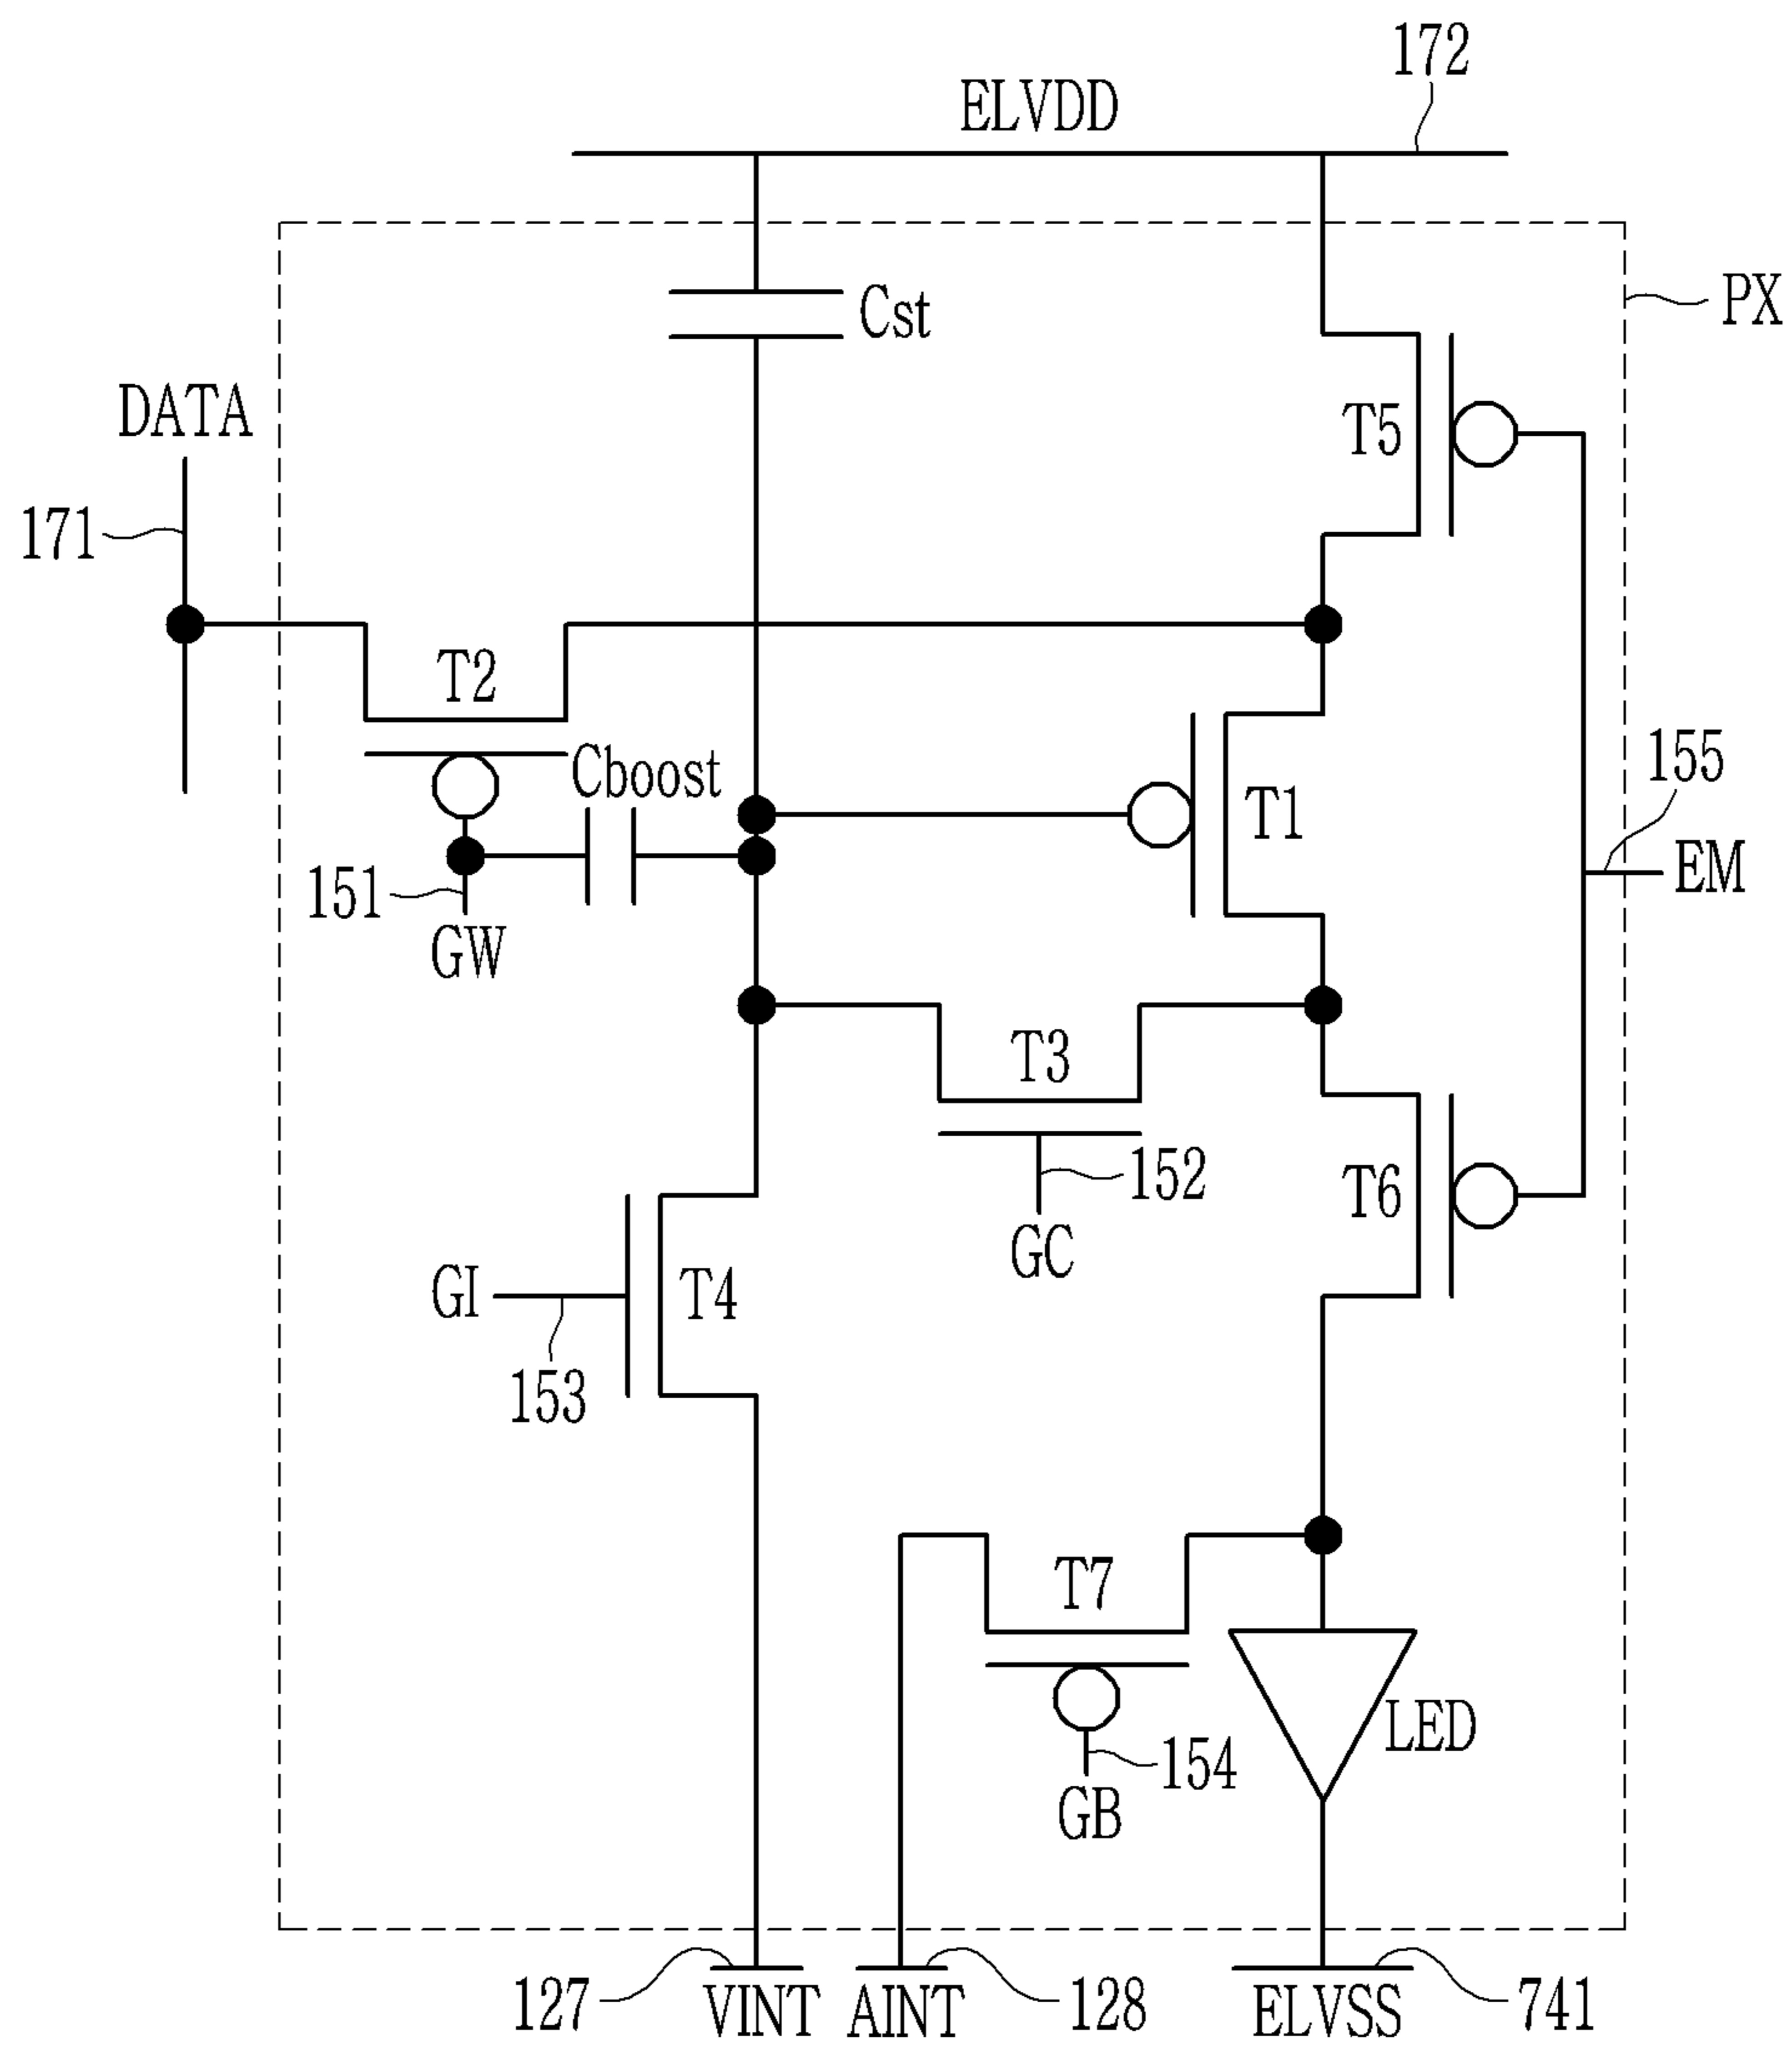 172
ELVDD
Cst
PX
DATA
T5
171
T2
Cboost
T1
155
EM
151
GW
T3
152
T6
GC
GI
T4
153
T7
LED
154
GB
127
VINT
AINT
128
ELVSS
741